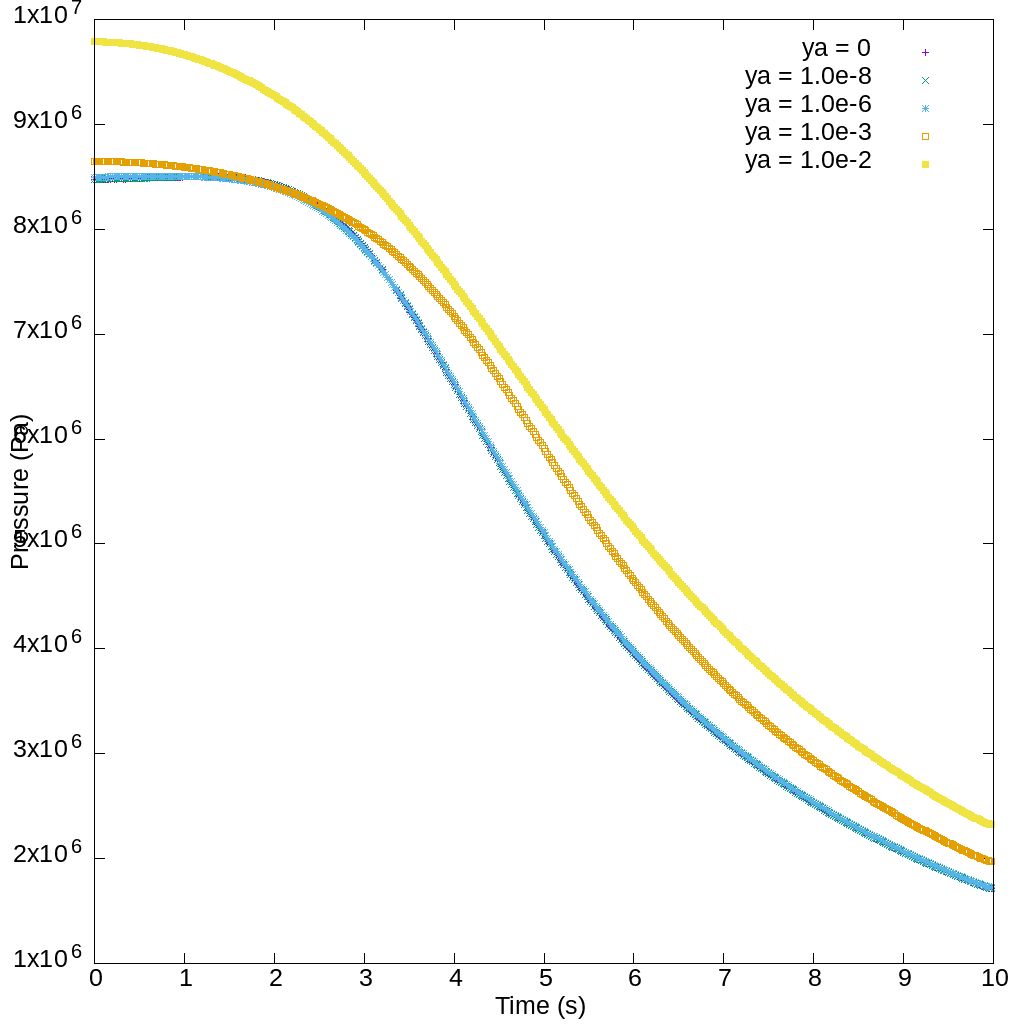 1x10^7
9x10^6
8x10^6
7x10^6
6x10^6
5x10^6
4x10^6
3x10^6
2x10^6
1x10^6
Pressure (Pa)
ya = 0
ya = 1.0e-8
ya = 1.0e-6
ya = 1.0e-3
ya = 1.0e-2
0 1 2 3 4 5 6 7 8 9 10
Time (s)